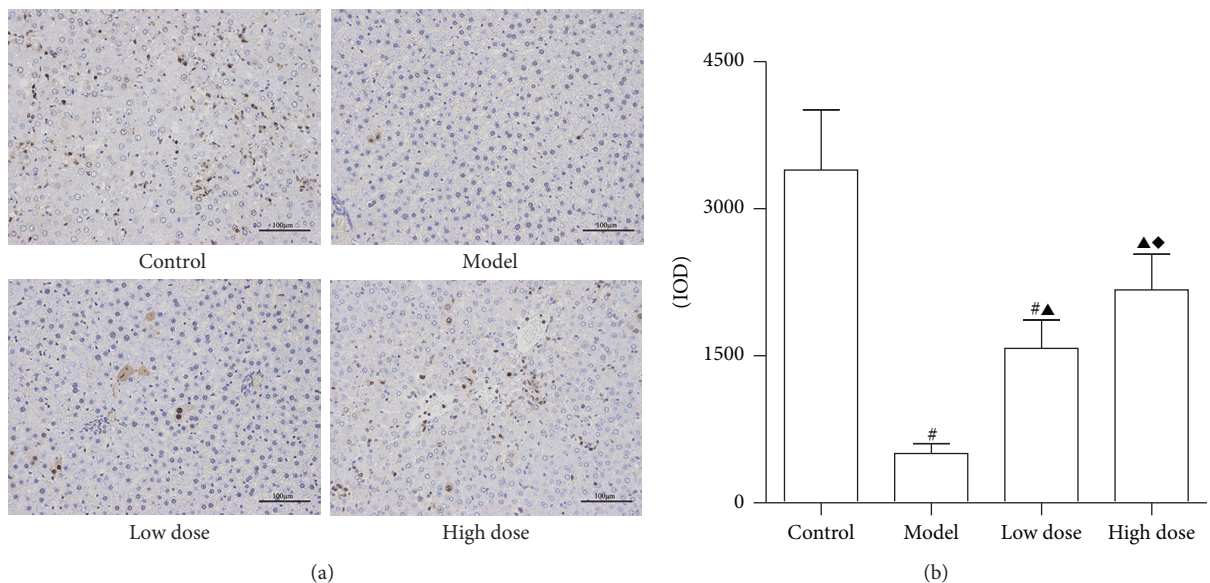 100μm
100μm
Control
Model
100μm
100μm
Low dose
High dose
(a)
(IOD)
4500
3000
1500
0
#
#▲
▲◆
Control
Model
Low dose
High dose
(b)